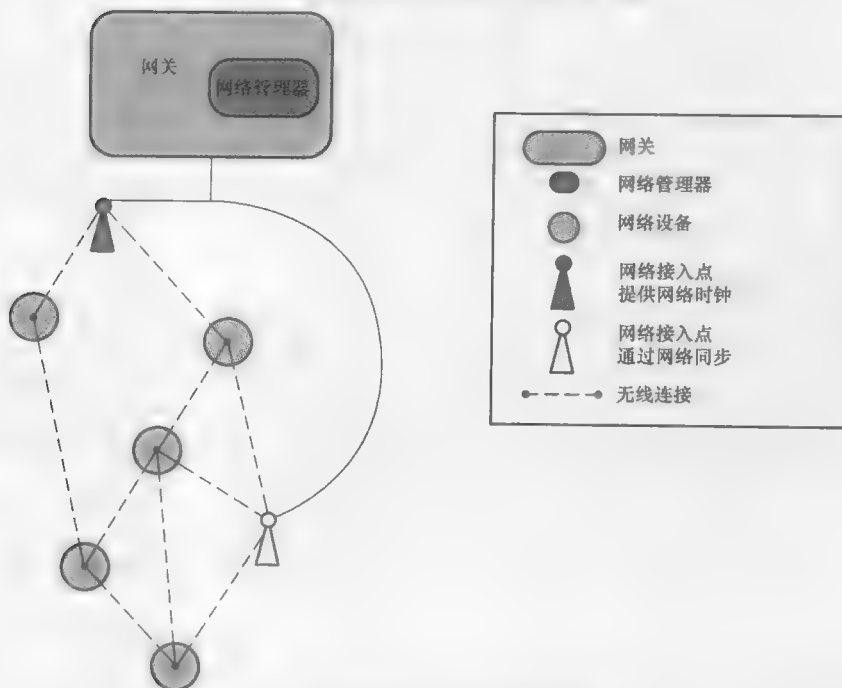 网关
网络管理器
网关
网络管理器
网络设备
网络接入点
提供网络时钟
网络接入点
通过网络同步
无线连接